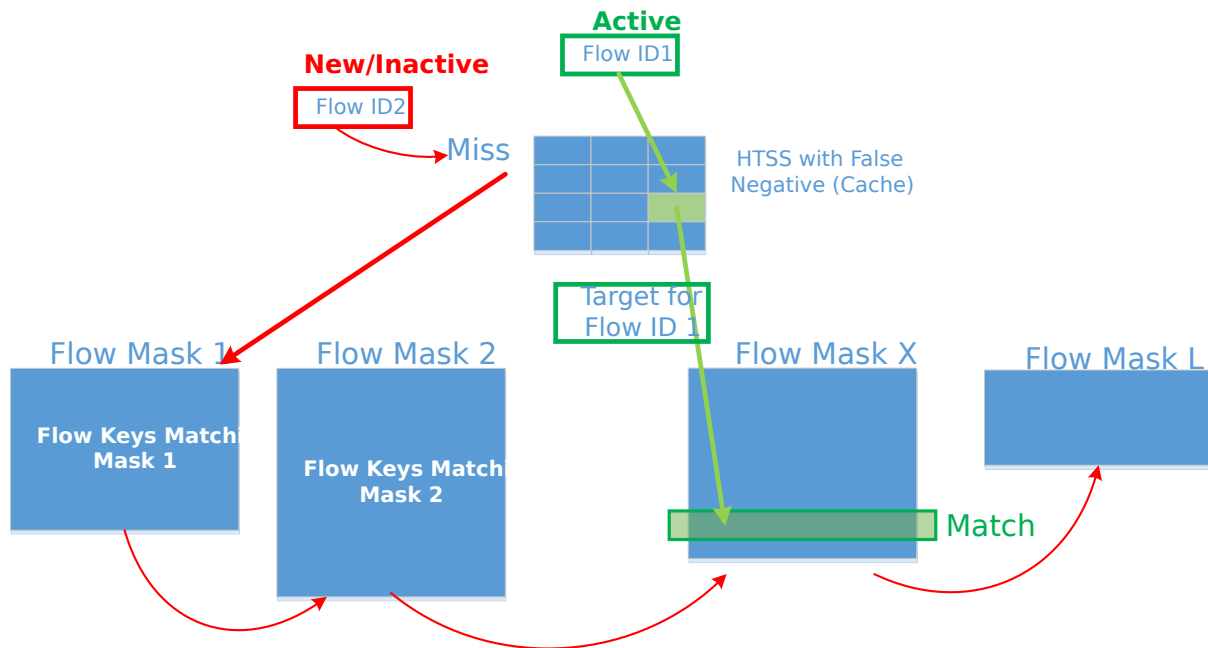 Active
Flow ID1
New/Inactive
Flow ID2
Miss
HTSS with False
Negative (Cache)
Target for
Flow ID 1
Flow Mask 1
Flow Mask 2
Flow Mask X
Flow Mask L
Flow Keys Matchi
Mask 1
Flow Keys Matchi
Mask 2
Match